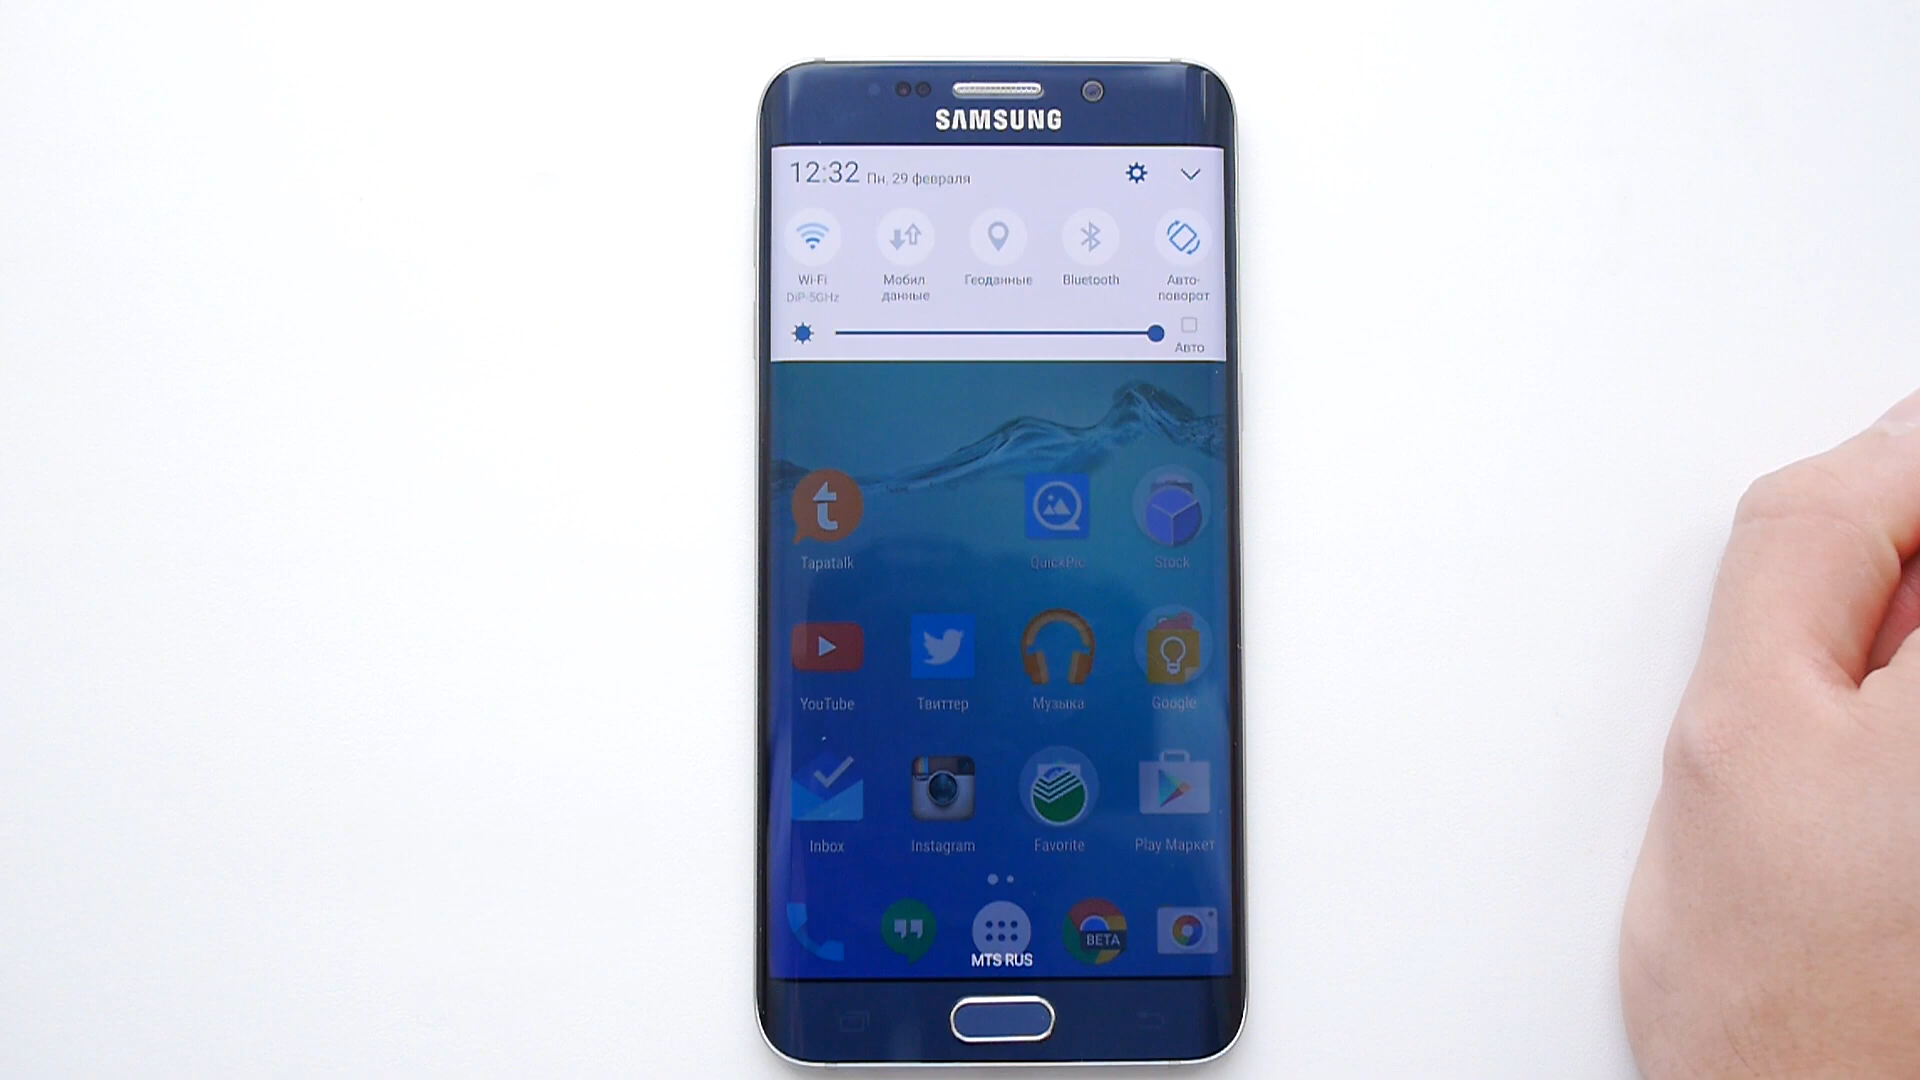 SAMSUNG
12:32 Пн, 29 февраля
Wi-Fi
DiP-5GHz
Мобил.
данные
Геоданные
Bluetooth
Авто-
поворот
Авто
Tapatalk
QuickPic
Stock
YouTube
Твиттер
Музыка
Google
Inbox
Instagram
Favorite
Play Маркет
BETA
MTS RUS